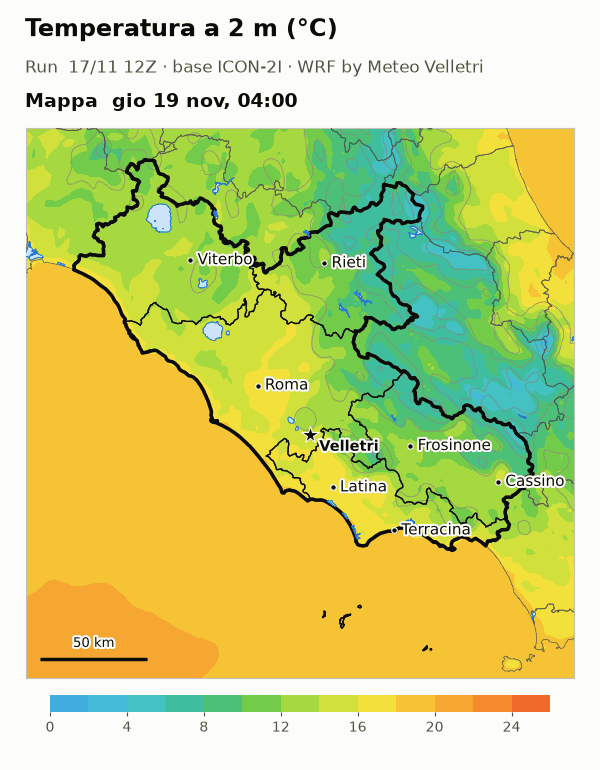 Temperatura a 2 m (°C)
Run  17/11 12Z · base ICON-2I · WRF by Meteo Velletri
Mappa  gio 19 nov, 04:00
Viterbo
Rieti
Roma
Velletri
Frosinone
Cassino
Latina
Terracina
50 km
0 4 8 12 16 20 24